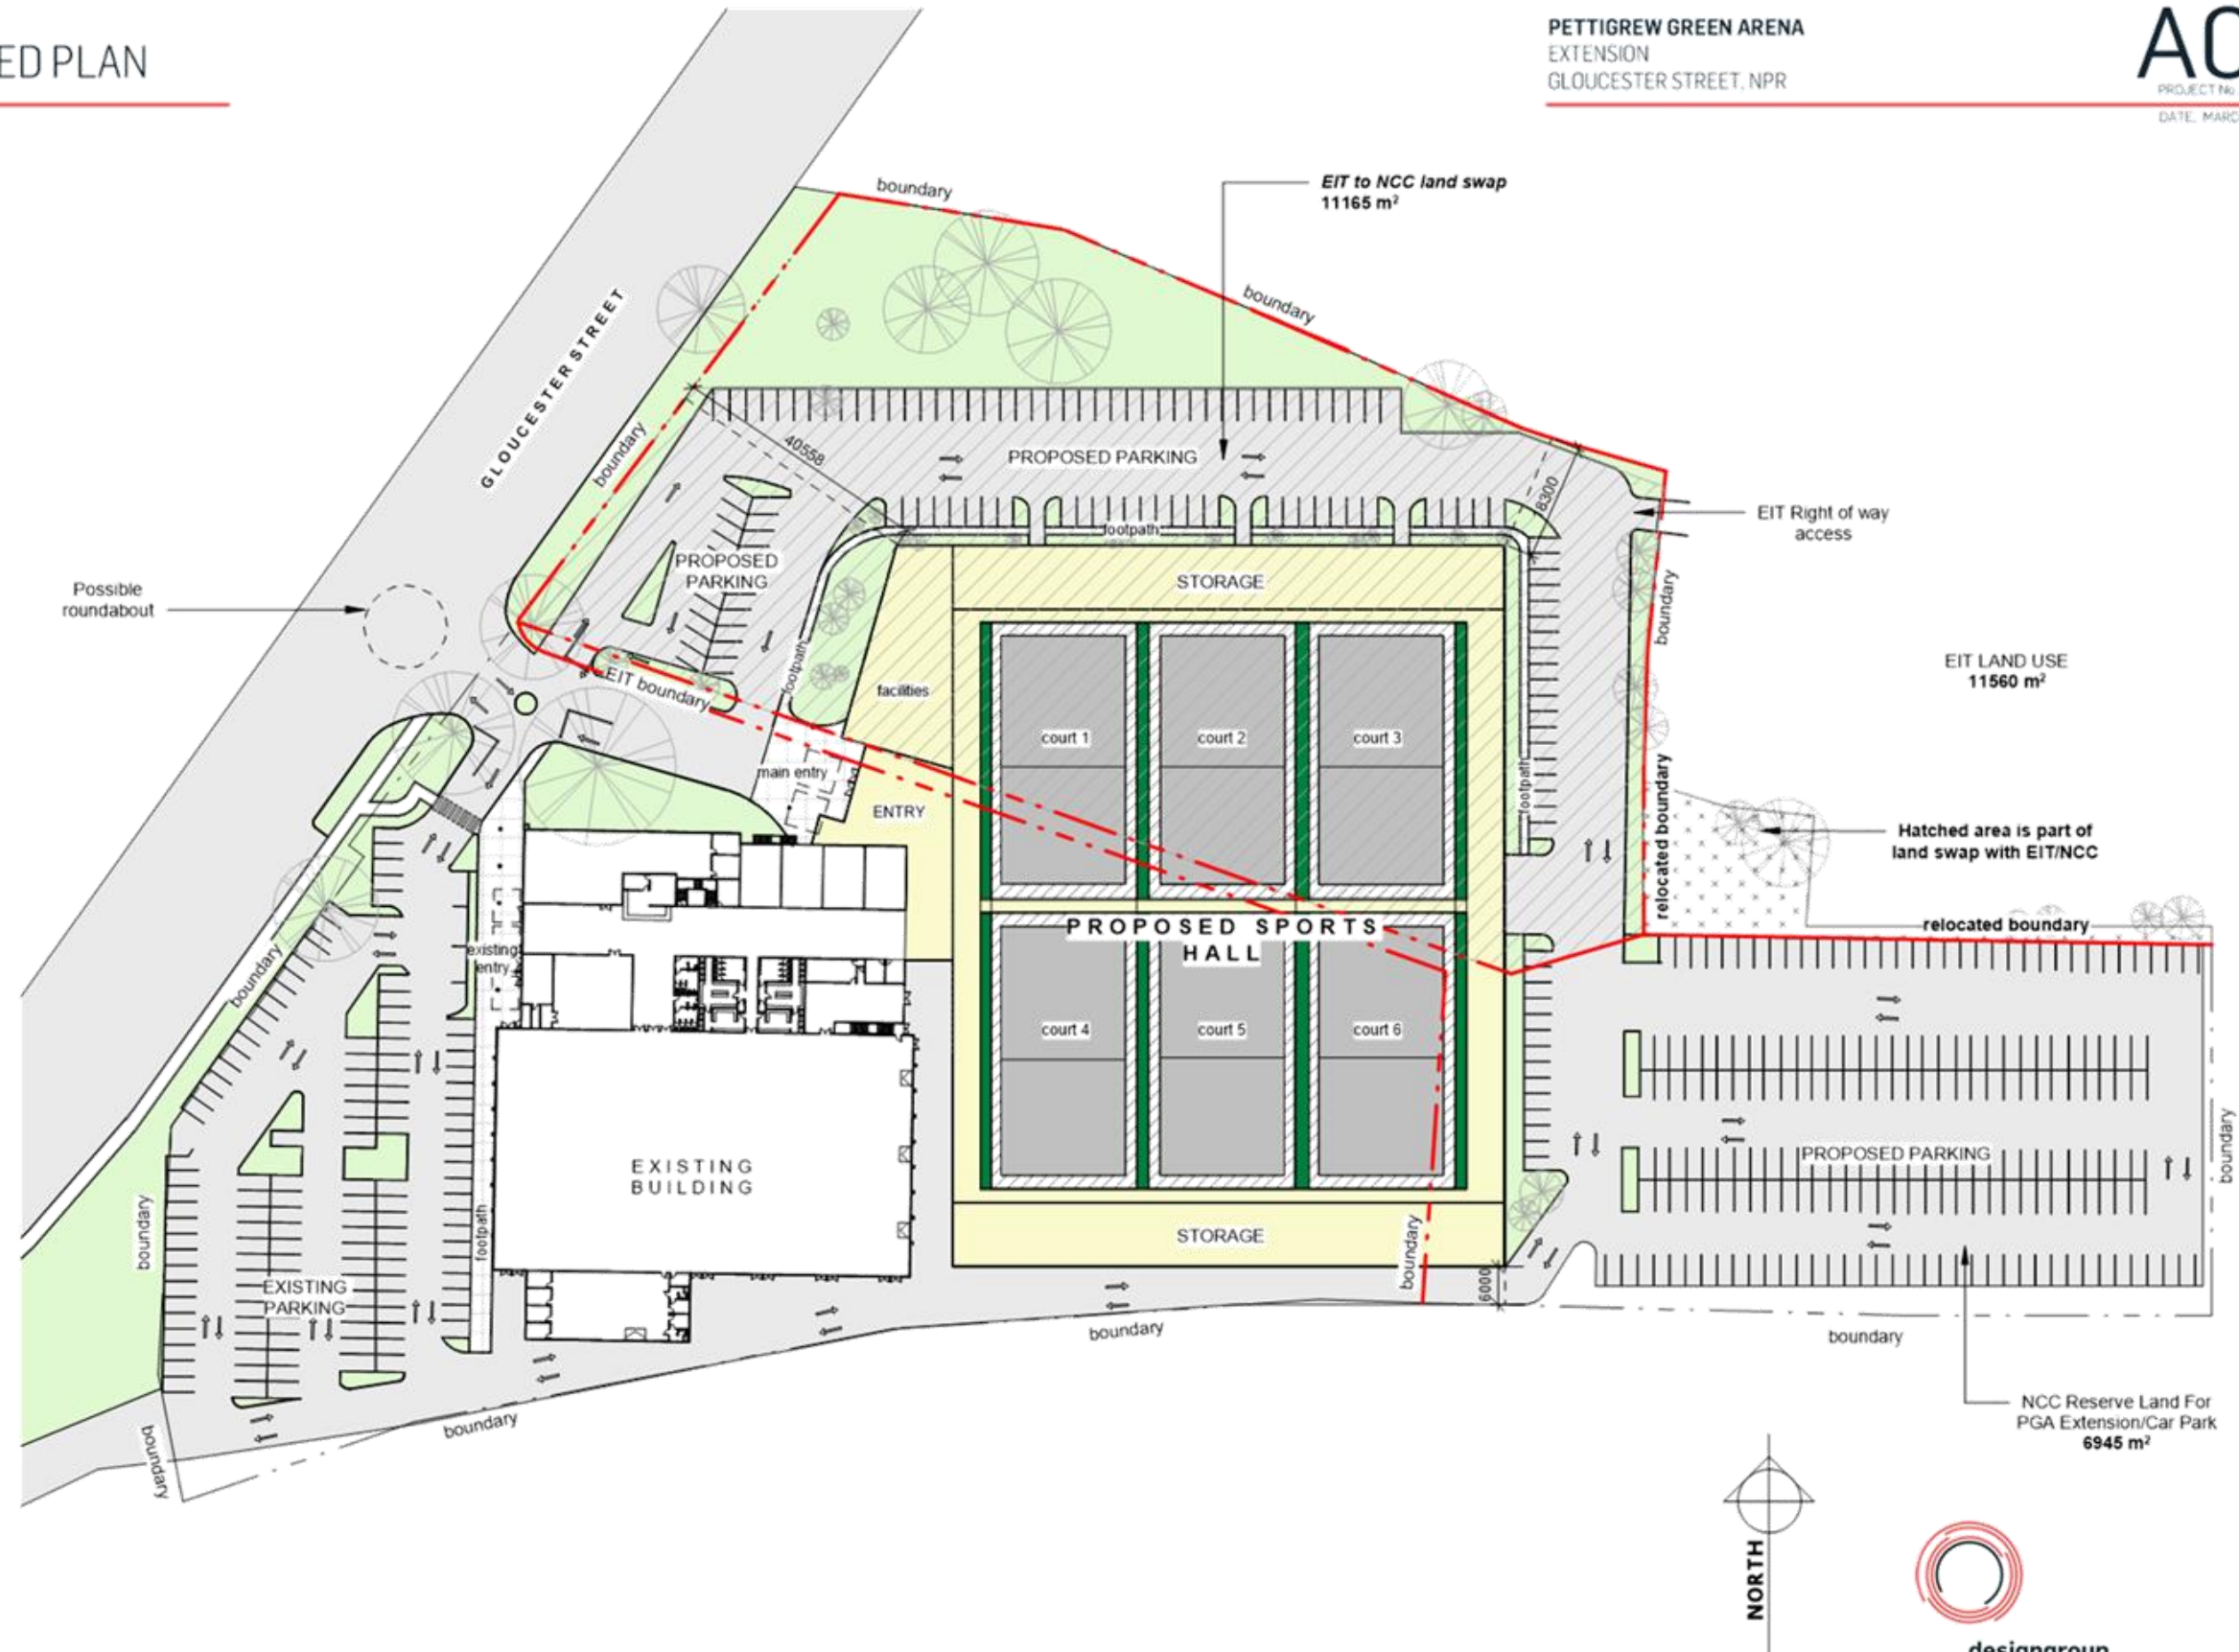 ED PLAN
PETTIGREW GREEN ARENA
EXTENSION
GLOUCESTER STREET, NPR
AC
PROJECT No.
DATE. MARC
boundary
EIT to NCC land swap
11165 m²
boundary
GLOUCESTER STREET
boundary
40558
PROPOSED PARKING
8300
EIT Right of way
access
footpath
Possible
roundabout
PROPOSED
PARKING
STORAGE
boundary
EIT LAND USE
11560 m²
footpath
EIT boundary
facilities
court 1
court 2
court 3
main entry
ENTRY
footpath
relocated boundary
Hatched area is part of
land swap with EIT/NCC
relocated boundary
PROPOSED SPORTS
HALL
existing
entry
boundary
court 4
court 5
court 6
EXISTING
BUILDING
PROPOSED PARKING
boundary
boundary
footpath
STORAGE
boundary
6000
EXISTING
PARKING
boundary
boundary
NCC Reserve Land For
PGA Extension/Car Park
6945 m²
boundary
boundary
NORTH
designgroup